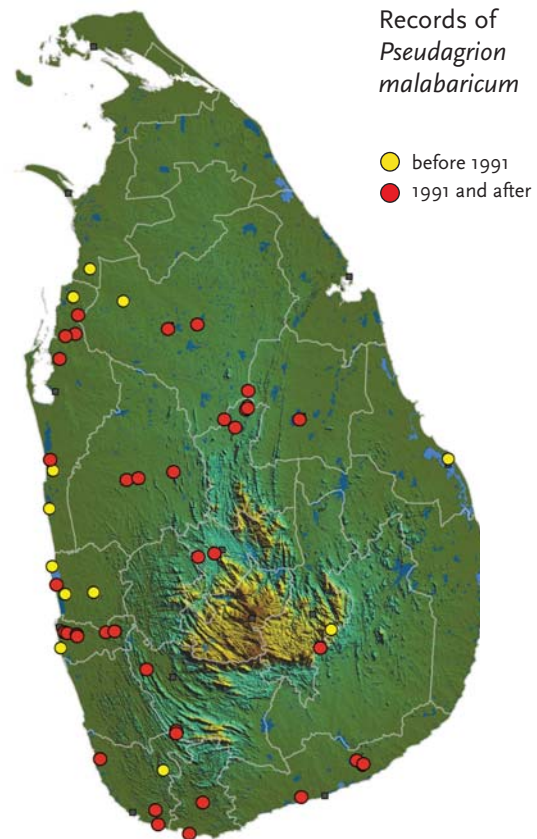 Records of
Pseudagrion
malabaricum
before 1991
1991 and after